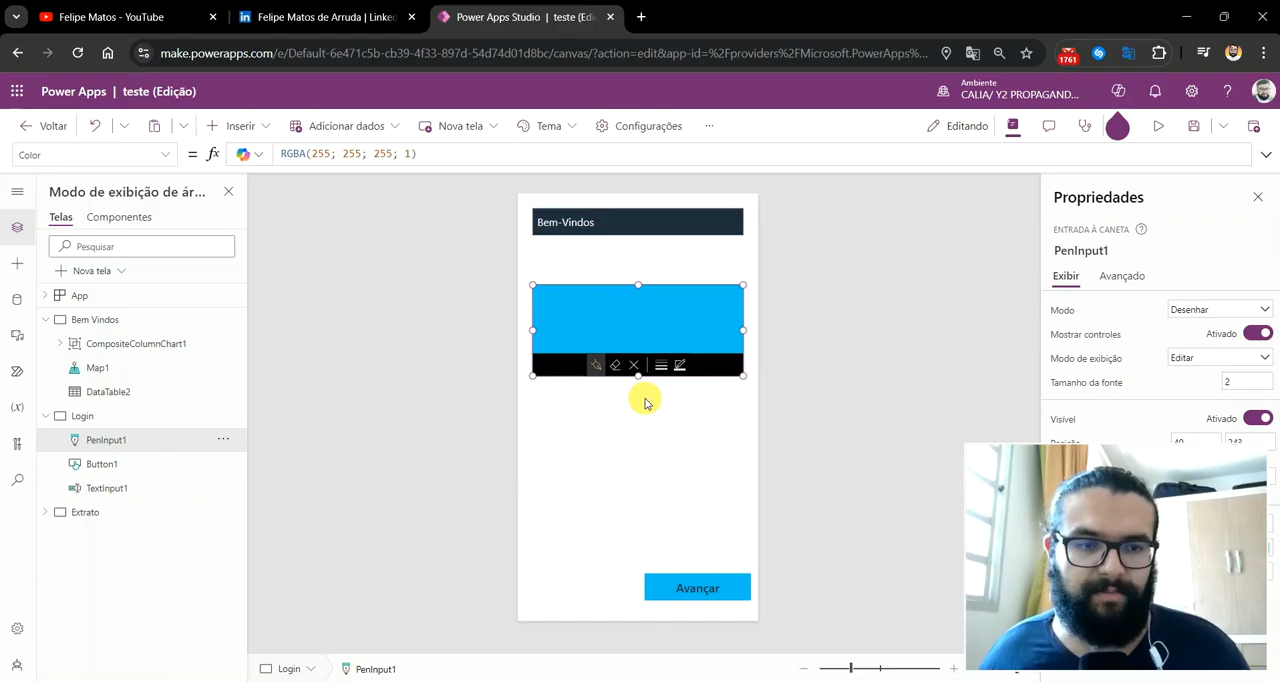 Felipe Matos - YouTube
Felipe Matos de Arruda | Linke
Power Apps Studio | teste (Edi
make.powerapps.com/e/Default-6e471c5b-cb39-4f33-897d-54d74d01d8bc/canvas/?action=edit&app-id=%2Fproviders%2FMicrosoft.PowerApps%2F...
1761
Power Apps | teste (Edição)
Ambiente
CALIA/ Y2 PROPAGAND...
Voltar
Inserir
Adicionar dados
Nova tela
Tema
Configurações
Editando
Color
= fx
RGBA(255; 255; 255; 1)
Modo de exibição de ár...
Telas
Componentes
Pesquisar
Nova tela
App
Bem Vindos
CompositeColumnChart1
Map1
DataTable2
Login
PenInput1
Button1
TextInput1
Extrato
Bem-Vindos
Avançar
Login
PenInput1
Propriedades
ENTRADA À CANETA
PenInput1
Exibir
Avançado
Modo
Desenhar
Mostrar controles
Ativado
Modo de exibição
Editar
Tamanho da fonte
2
Visível
Ativado
Posição
40
243